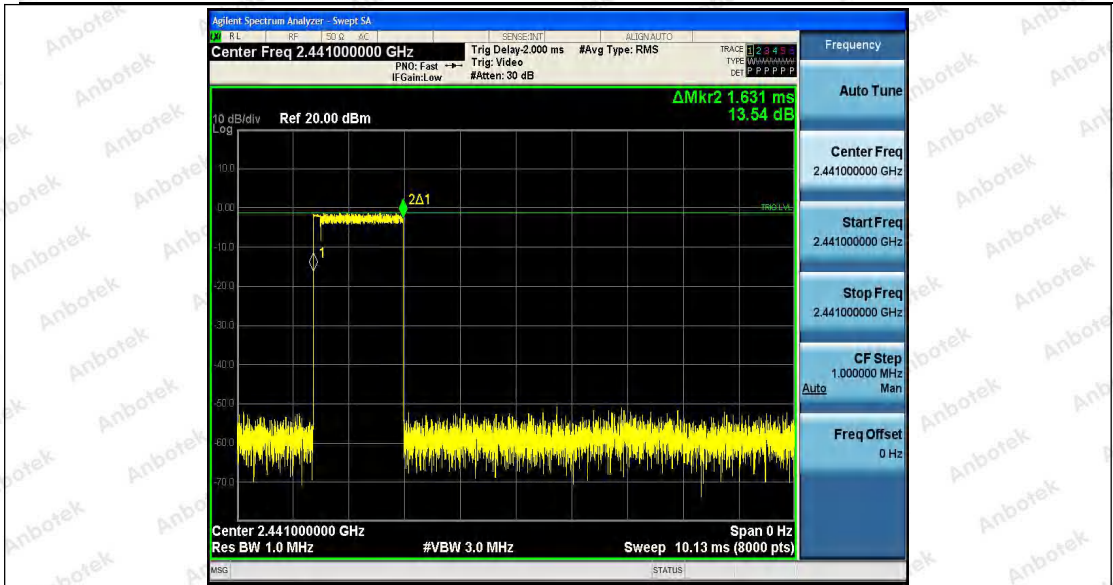 Agilent Spectrum Analyzer - Swept SA
RL RF 50 Ω AC SENSE:INT ALIGN AUTO
Center Freq 2.441000000 GHz
PNO: Fast
IFGain:Low
Trig Delay-2.000 ms
Trig: Video
#Atten: 30 dB
#Avg Type: RMS
TRACE 1 2 3 4 5 6
TYPE
DET P P P P P P
ΔMkr2 1.631 ms
13.54 dB
10 dB/div Ref 20.00 dBm
Log
10.0
0.00
-10.0
-20.0
-30.0
-40.0
-50.0
-60.0
-70.0
2Δ1
1
TRIG LVL
Center 2.441000000 GHz
Span 0 Hz
Res BW 1.0 MHz
#VBW 3.0 MHz
Sweep 10.13 ms (8000 pts)
MSG
STATUS
Frequency
Auto Tune
Center Freq
2.441000000 GHz
Start Freq
2.441000000 GHz
Stop Freq
2.441000000 GHz
CF Step
1.000000 MHz
Auto Man
Freq Offset
0 Hz
Anbotek